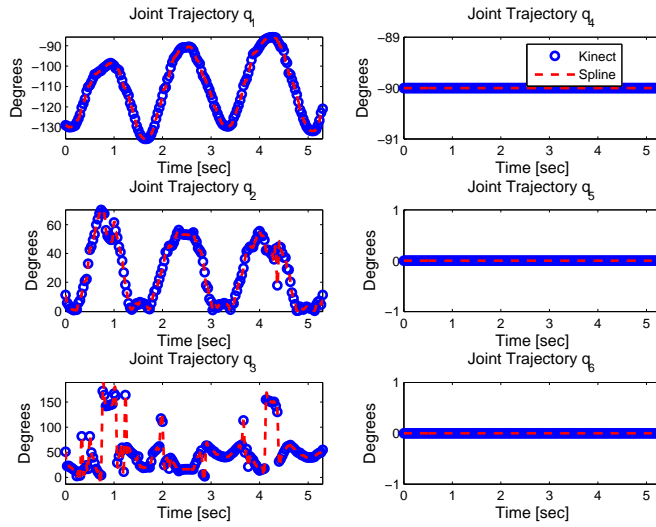 Joint Trajectory q1
Degrees
−90
−100
−110
−120
−130
0 1 2 3 4 5
Time [sec]
Joint Trajectory q4
Degrees
−89
−90
−91
Kinect
Spline
0 1 2 3 4 5
Time [sec]
Joint Trajectory q2
Degrees
60
40
20
0
0 1 2 3 4 5
Time [sec]
Joint Trajectory q5
Degrees
1
0
−1
0 1 2 3 4 5
Time [sec]
Joint Trajectory q3
Degrees
150
100
50
0
0 1 2 3 4 5
Time [sec]
Joint Trajectory q6
Degrees
1
0
−1
0 1 2 3 4 5
Time [sec]